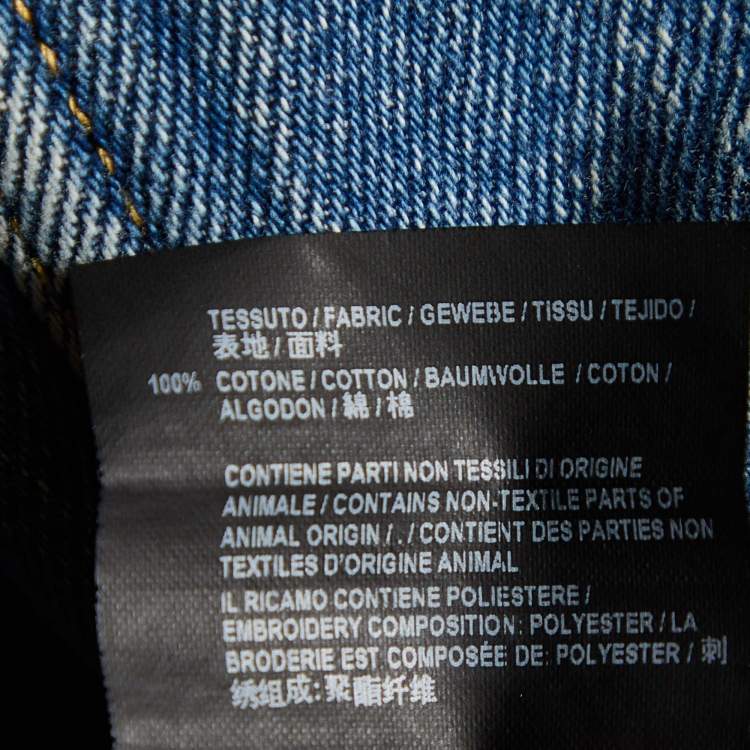 TESSUTO / FABRIC / GEWEBE / TISSU / TEJIDO /
表地 / 面料
100% COTONE / COTTON / BAUMWOLLE / COTON /
ALGODON / 綿 / 棉
CONTIENE PARTI NON TESSILI DI ORIGINE
ANIMALE / CONTAINS NON-TEXTILE PARTS OF
ANIMAL ORIGIN / . / CONTIENT DES PARTIES NON
TEXTILES D'ORIGINE ANIMAL
IL RICAMO CONTIENE POLIESTERE /
EMBROIDERY COMPOSITION: POLYESTER / LA
BRODERIE EST COMPOSÉE DE: POLYESTER / 刺
绣组成: 聚酯纤维